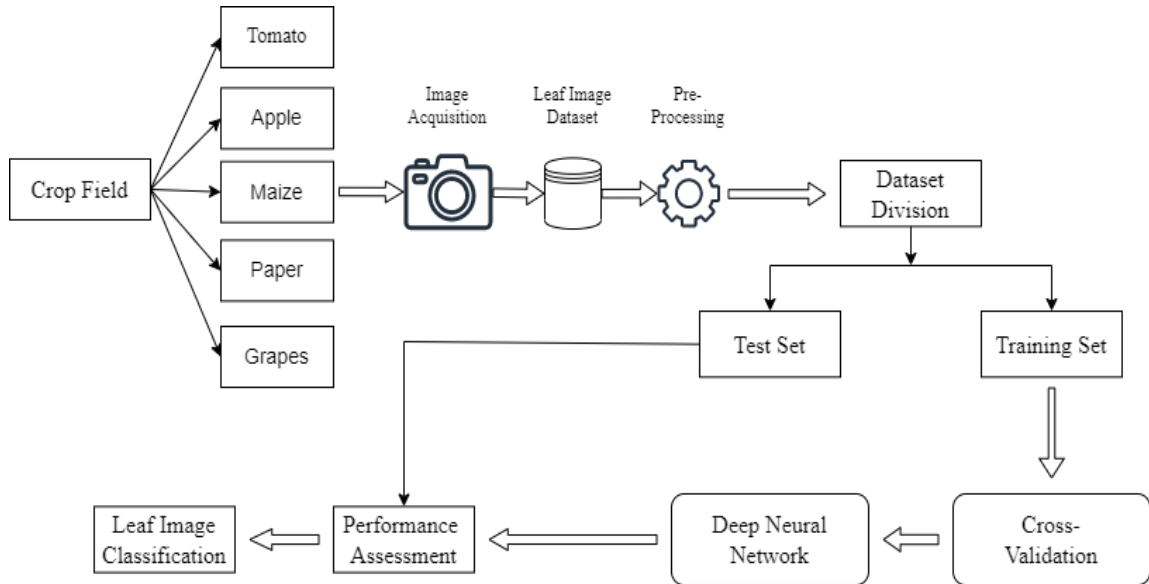 Tomato
Apple
Crop Field
Maize
Paper
Grapes
Image
Acquisition
Leaf Image
Dataset
Pre-
Processing
Dataset
Division
Test Set
Training Set
Leaf Image
Classification
Performance
Assessment
Deep Neural
Network
Cross-
Validation